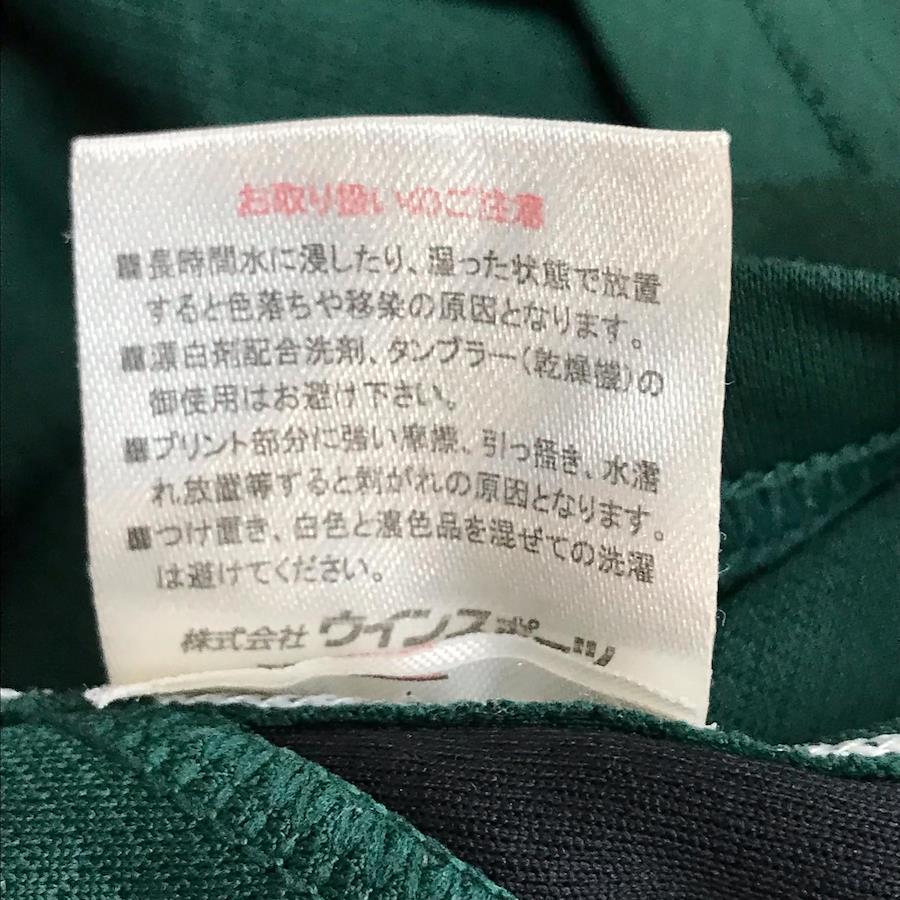 お取り扱いのご注意
■長時間水に浸したり、湿った状態で放置
すると色落ちや移染の原因となります。
■漂白剤配合洗剤、タンブラー(乾燥機)の
御使用はお避け下さい。
■プリント部分に強い摩擦、引っ掻き、水濡
れ放置等すると剥がれの原因となります。
■つけ置き、白色と濃色品を混ぜての洗濯
は避けてください。
株式会社 ウインスポーツ